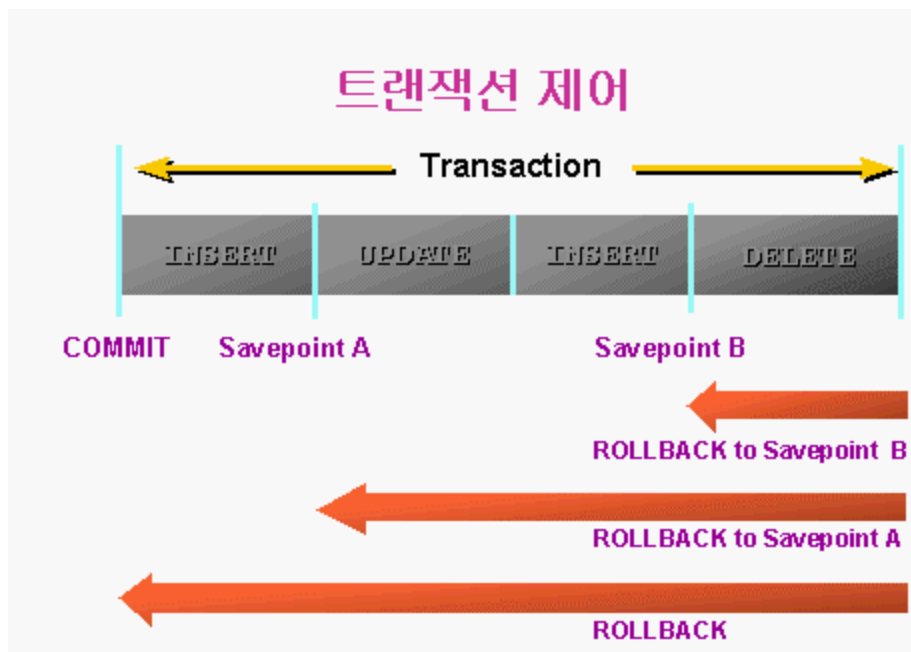 트랜잭션 제어
Transaction
INSERT UPDATE INSERT DELETE
COMMIT Savepoint A Savepoint B
ROLLBACK to Savepoint B
ROLLBACK to Savepoint A
ROLLBACK